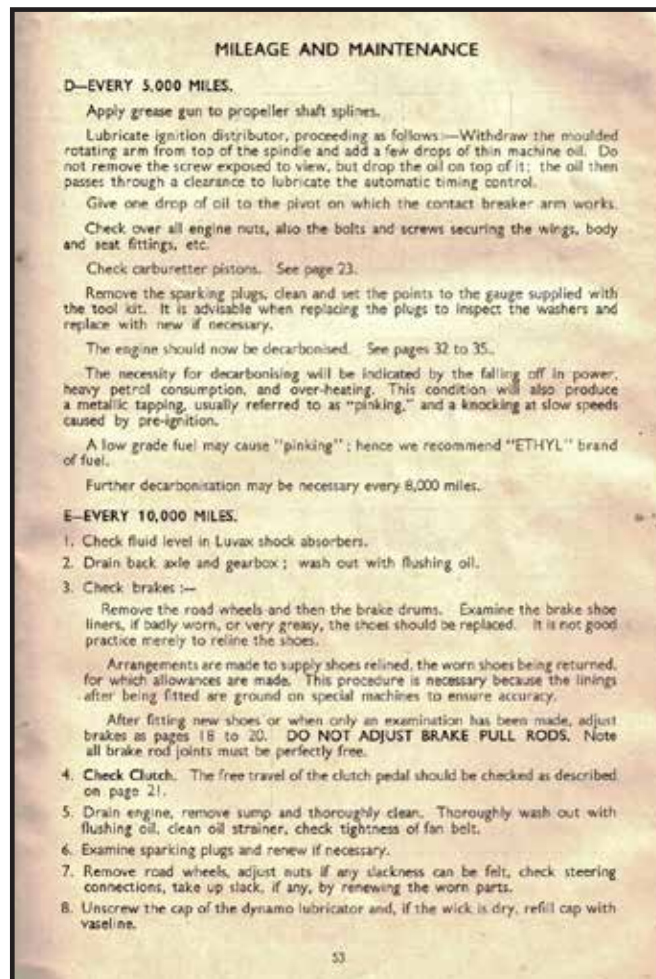 MILEAGE AND MAINTENANCE
D—EVERY 5,000 MILES.
Apply grease gun to propeller shaft splines.
Lubricate ignition distributor, proceeding as follows :—Withdraw the moulded
rotating arm from top of the spindle and add a few drops of thin machine oil. Do
not remove the screw exposed to view, but drop the oil on top of it; the oil then
passes through a clearance to lubricate the automatic timing control.
Give one drop of oil to the pivot on which the contact breaker arm works.
Check over all engine nuts, also the bolts and screws securing the wings, body
and seat fittings, etc.
Check carburetter pistons. See page 23.
Remove the sparking plugs, clean and set the points to the gauge supplied with
the tool kit. It is advisable when replacing the plugs to inspect the washers and
replace with new if necessary.
The engine should now be decarbonised. See pages 32 to 35.
The necessity for decarbonising will be indicated by the falling off in power,
heavy petrol consumption, and over-heating. This condition will also produce
a metallic tapping, usually referred to as "pinking," and a knocking at slow speeds
caused by pre-ignition.
A low grade fuel may cause "pinking" ; hence we recommend "ETHYL" brand
of fuel.
Further decarbonisation may be necessary every 8,000 miles.
E—EVERY 10,000 MILES.
1. Check fluid level in Luvax shock absorbers.
2. Drain back axle and gearbox ; wash out with flushing oil.
3. Check brakes :—
Remove the road wheels and then the brake drums. Examine the brake shoe
liners, if badly worn, or very greasy, the shoes should be replaced. It is not good
practice merely to reline the shoes.
Arrangements are made to supply shoes relined, the worn shoes being returned,
for which allowances are made. This procedure is necessary because the linings
after being fitted are ground on special machines to ensure accuracy.
After fitting new shoes or when only an examination has been made, adjust
brakes as pages 18 to 20. DO NOT ADJUST BRAKE PULL RODS. Note
all brake rod joints must be perfectly free.
4. Check Clutch. The free travel of the clutch pedal should be checked as described
on page 21.
5. Drain engine, remove sump and thoroughly clean. Thoroughly wash out with
flushing oil, clean oil strainer, check tightness of fan belt.
6. Examine sparking plugs and renew if necessary.
7. Remove road wheels, adjust nuts if any slackness can be felt, check steering
connections, take up slack, if any, by renewing the worn parts.
8. Unscrew the cap of the dynamo lubricator and, if the wick is dry, refill cap with
vaseline.
53